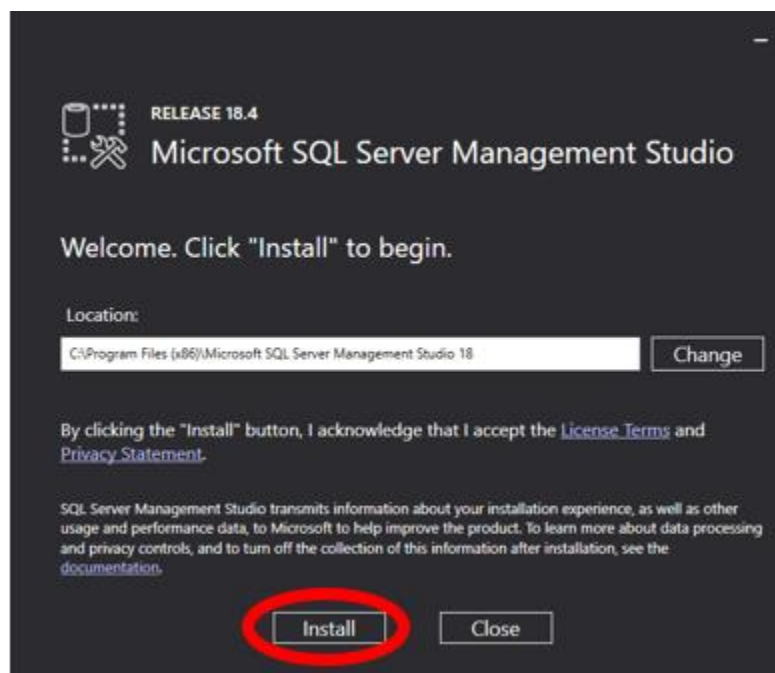 RELEASE 18.4
Microsoft SQL Server Management Studio
Welcome. Click "Install" to begin.
Location:
C:\Program Files (x86)\Microsoft SQL Server Management Studio 18
Change
By clicking the "Install" button, I acknowledge that I accept the License Terms and
Privacy Statement.
SQL Server Management Studio transmits information about your installation experience, as well as other
usage and performance data, to Microsoft to help improve the product. To learn more about data processing
and privacy controls, and to turn off the collection of this information after installation, see the
documentation.
Install
Close